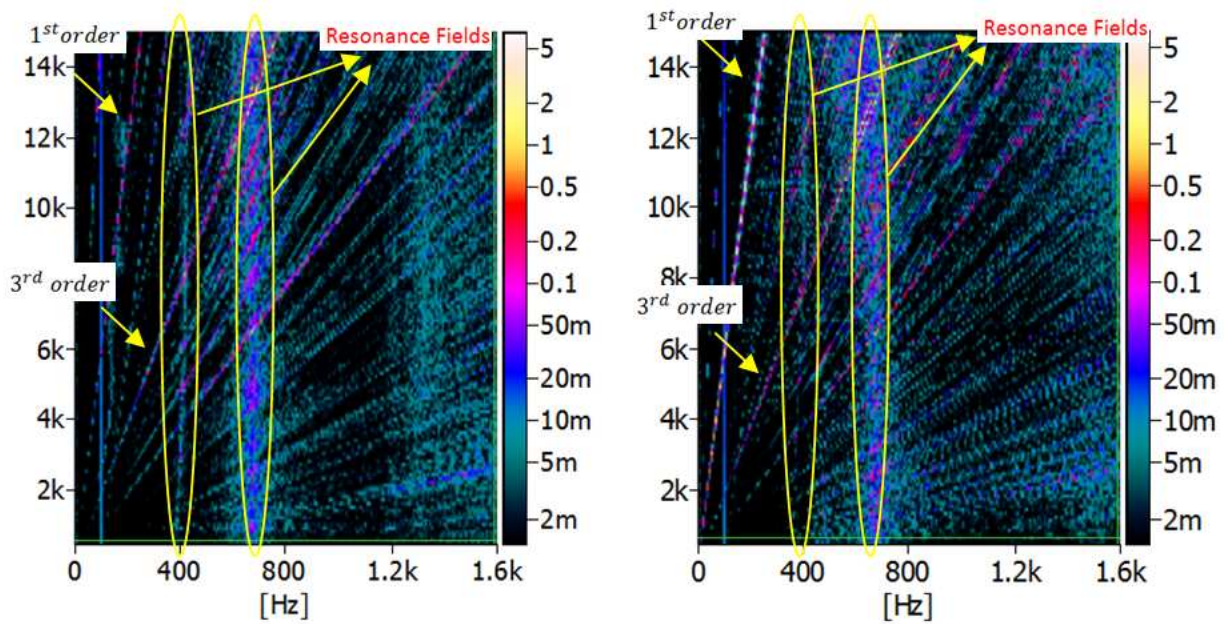 1st order
Resonance Fields
14k
12k
10k
3rd order
6k
4k
2k
0
400
800
1.2k
1.6k
[Hz]
5
2
1
0.5
0.2
0.1
50m
20m
10m
5m
2m
1st order
Resonance Fields
14k
12k
10k
8k
3rd order
6k
4k
2k
0
400
800
1.2k
1.6k
[Hz]
5
2
1
0.5
0.2
0.1
50m
20m
10m
5m
2m